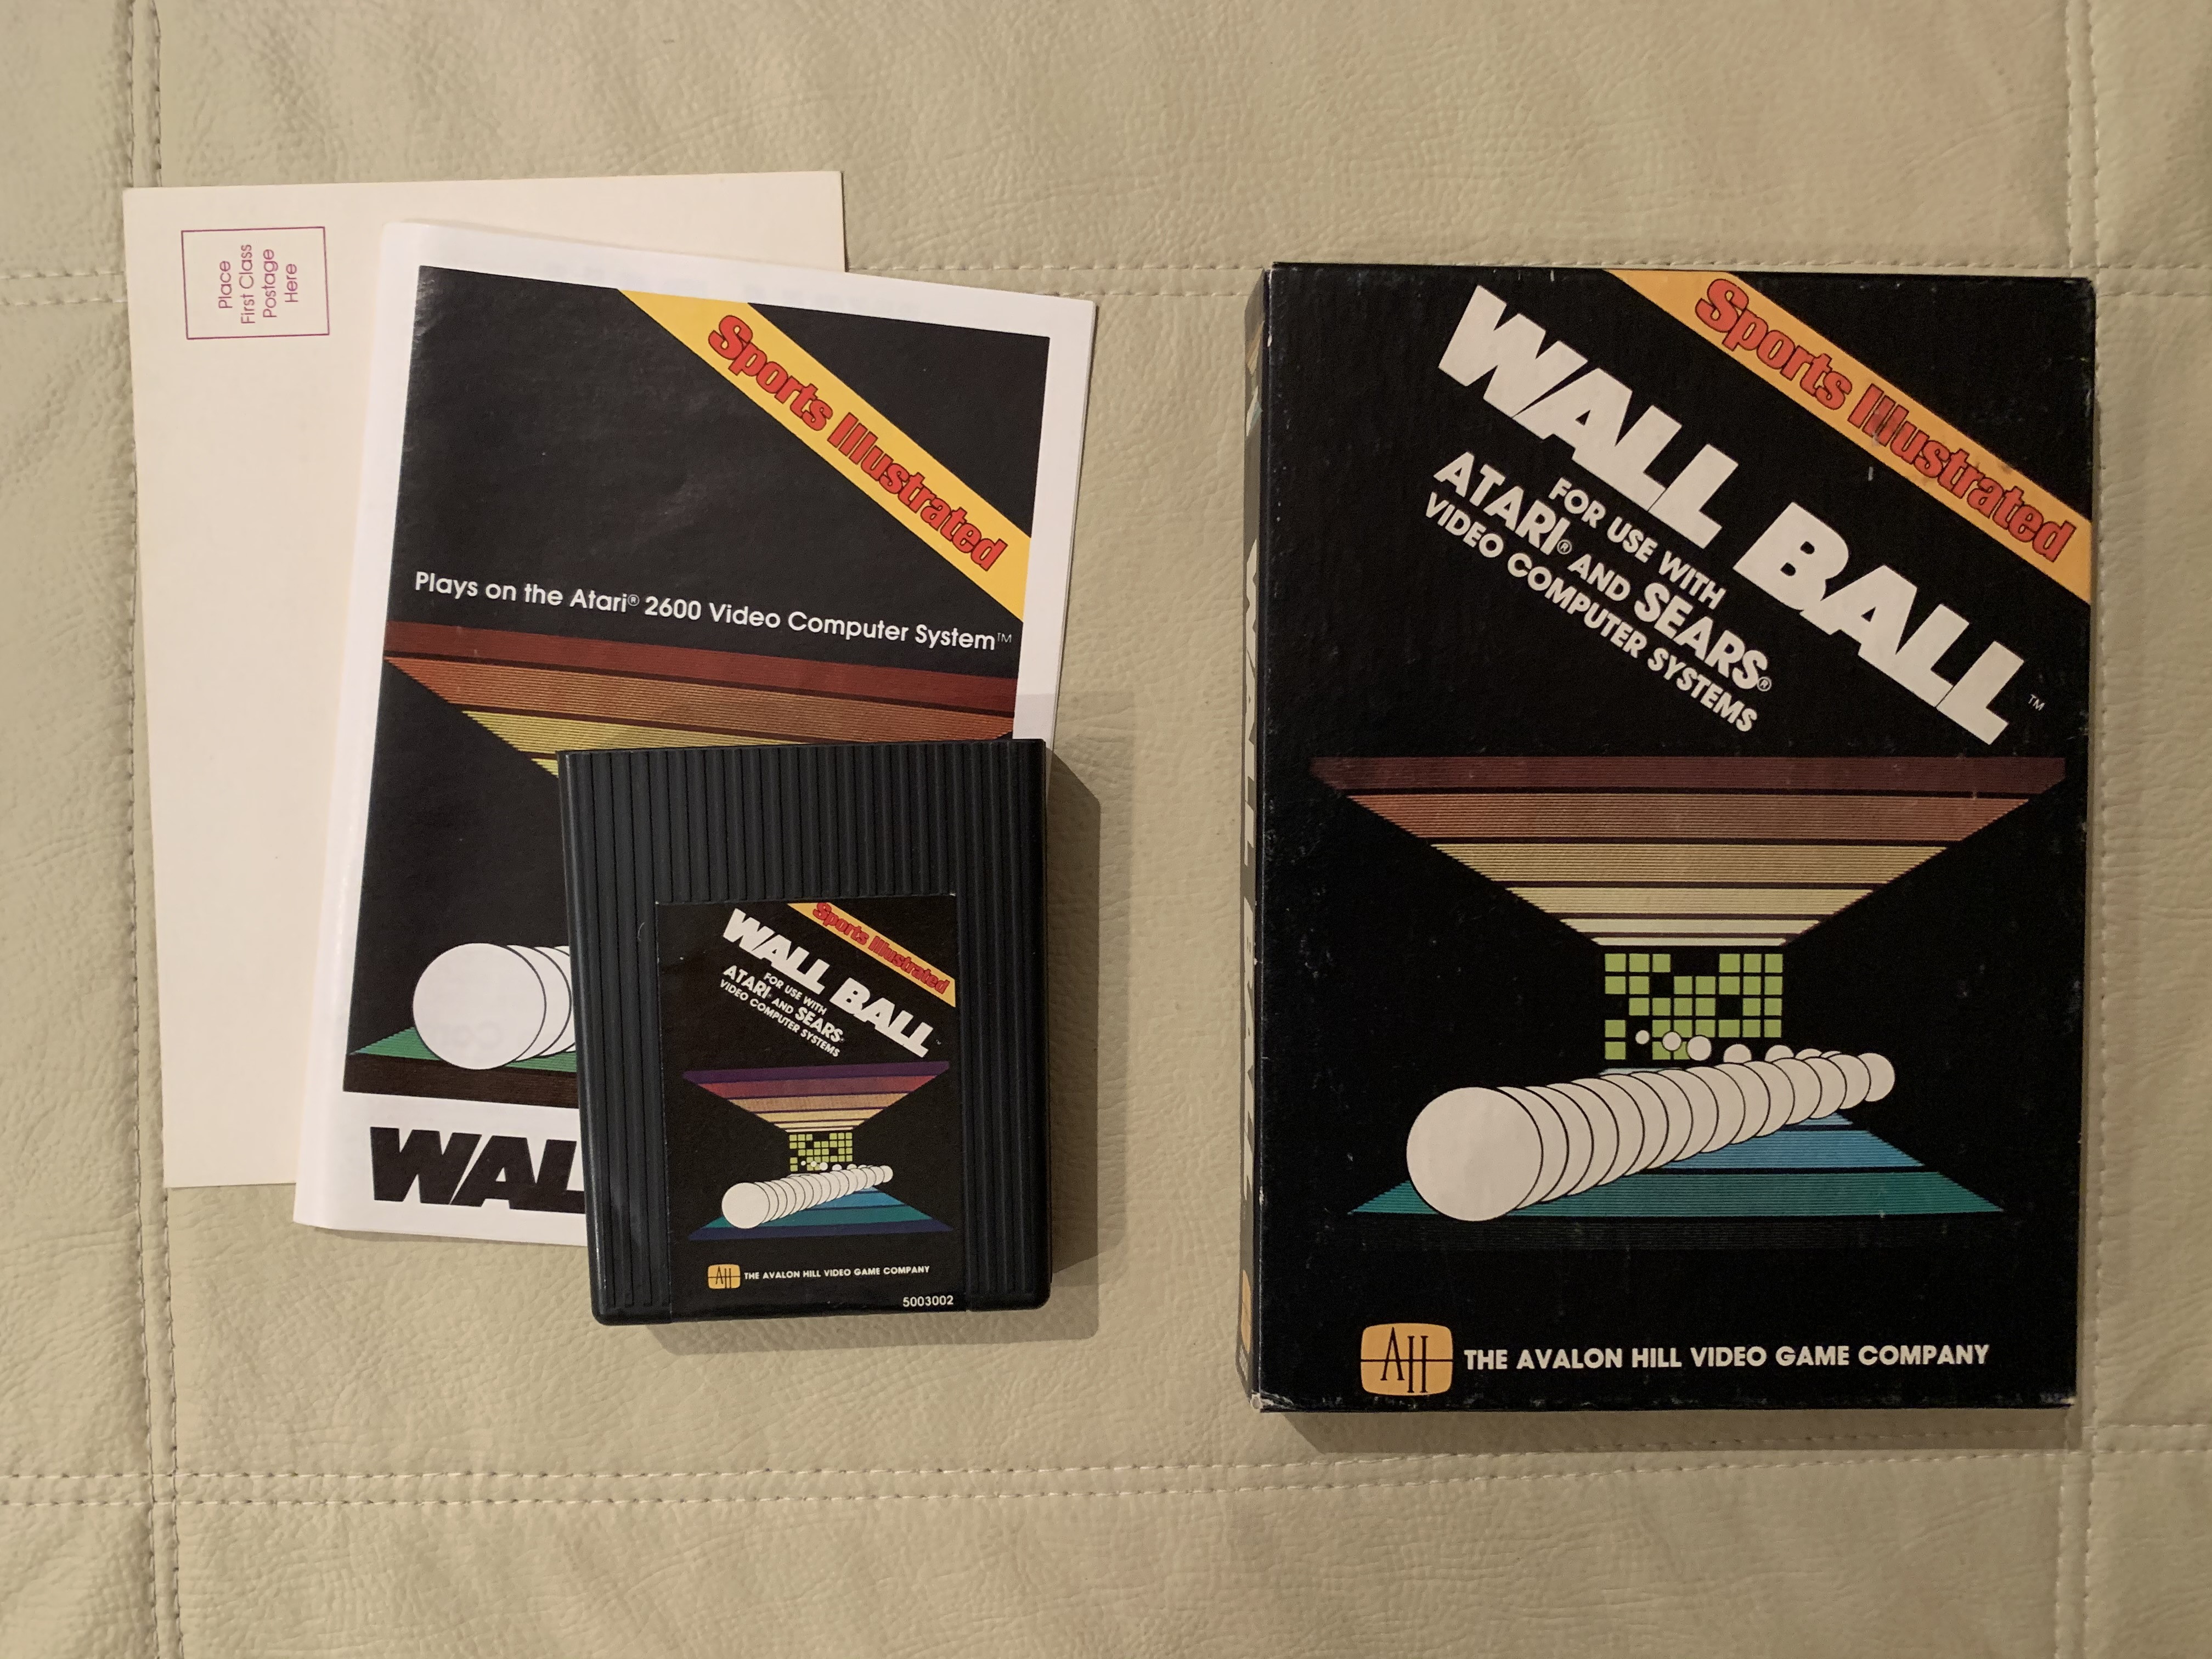 Place
First Class
Postage
Here
Sports Illustrated
Plays on the Atari® 2600 Video Computer System™
WAL
Sports Illustrated
WALL BALL
FOR USE WITH
ATARI® AND SEARS®
VIDEO COMPUTER SYSTEMS
AH THE AVALON HILL VIDEO GAME COMPANY
5003002
Sports Illustrated
WALL BALL™
FOR USE WITH
ATARI® AND SEARS®
VIDEO COMPUTER SYSTEMS
AH THE AVALON HILL VIDEO GAME COMPANY